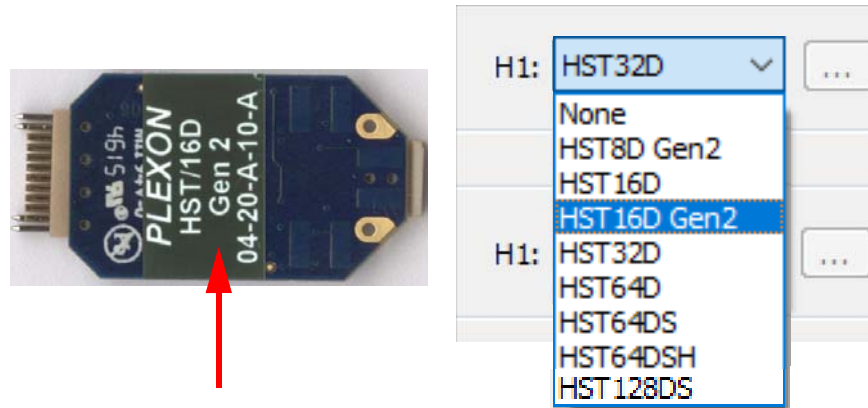 PLEXON
HST/16D
Gen 2
04-20-A-10-A
4615
H1: HST32D
...
None
HST8D Gen2
HST16D
HST16D Gen2
H1: HST32D
...
HST64D
HST64DS
HST64DSH
HST128DS